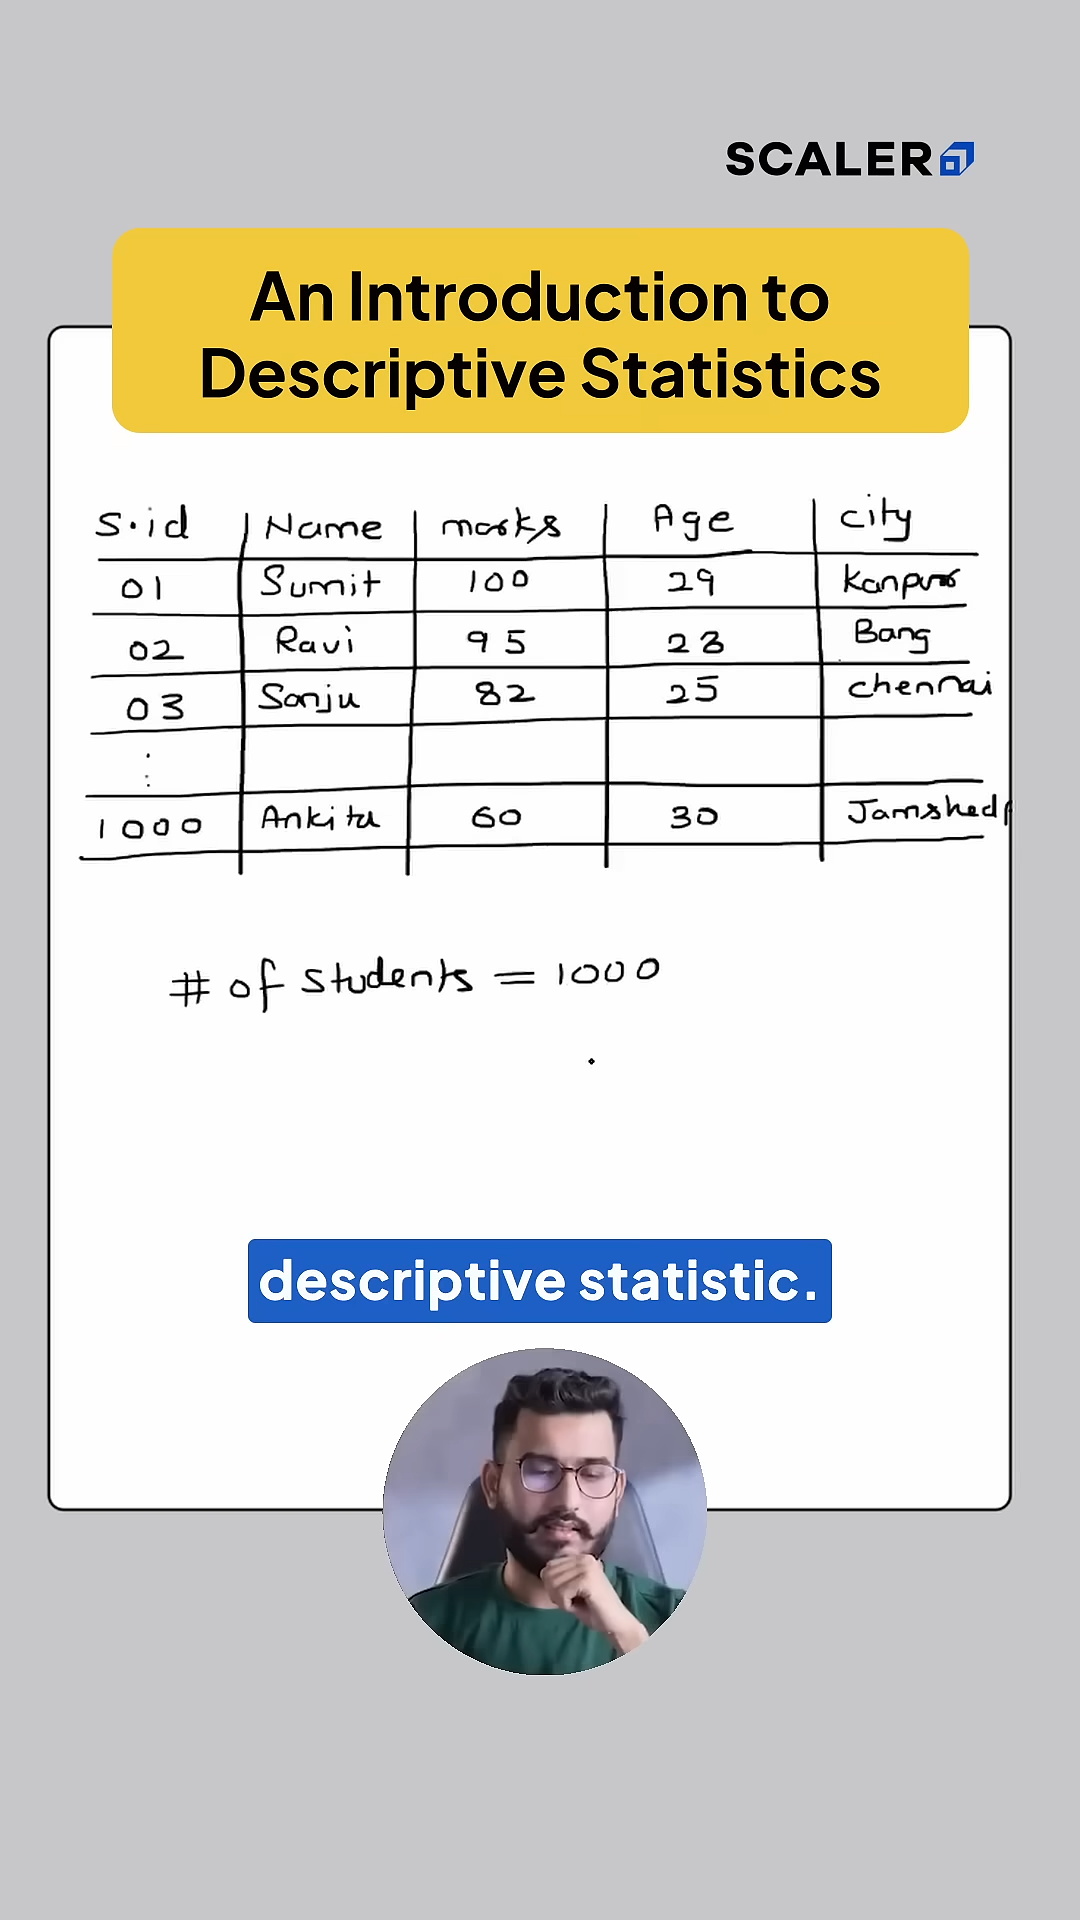 SCALER
An Introduction to
Descriptive Statistics
S.id Name marks Age city
01 Sumit 100 29 Kanpur
02 Ravi 95 23 Bang
03 Sanju 82 25 chennai
1000 Ankita 60 30 Jamshedp
# of students = 1000
descriptive statistic.